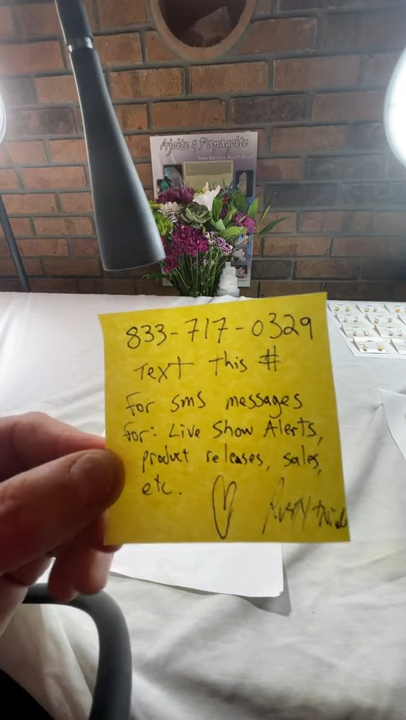 833-717-0329
Text This #
For sms messages
For: Live Show Alerts,
product releases, sales,
etc.